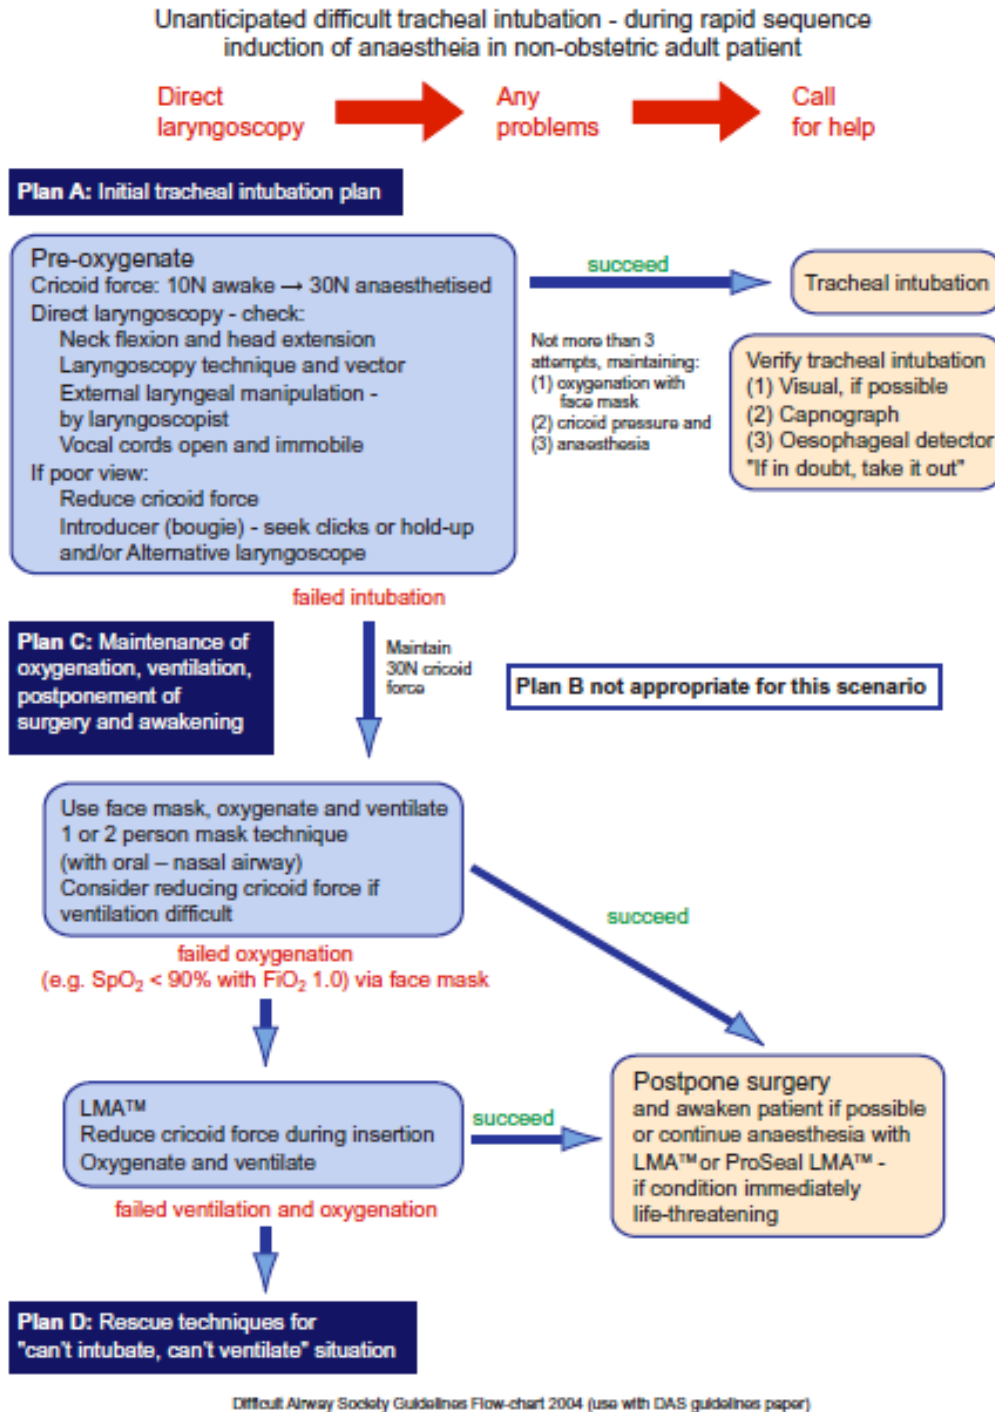 Unanticipated difficult tracheal intubation - during rapid sequence
induction of anaestheia in non-obstetric adult patient
Direct
laryngoscopy
Any
problems
Call
for help
Plan A: Initial tracheal intubation plan
Pre-oxygenate
Cricoid force: 10N awake → 30N anaesthetised
Direct laryngoscopy - check:
Neck flexion and head extension
Laryngoscopy technique and vector
External laryngeal manipulation -
by laryngoscopist
Vocal cords open and immobile
If poor view:
Reduce cricoid force
Introducer (bougie) - seek clicks or hold-up
and/or Alternative laryngoscope
succeed
Not more than 3
attempts, maintaining:
(1) oxygenation with
face mask
(2) cricoid pressure and
(3) anaesthesia
Tracheal intubation
Verify tracheal intubation
(1) Visual, if possible
(2) Capnograph
(3) Oesophageal detector
"If in doubt, take it out"
failed intubation
Plan C: Maintenance of
oxygenation, ventilation,
postponement of
surgery and awakening
Maintain
30N cricoid
force
Plan B not appropriate for this scenario
Use face mask, oxygenate and ventilate
1 or 2 person mask technique
(with oral – nasal airway)
Consider reducing cricoid force if
ventilation difficult
succeed
failed oxygenation
(e.g. SpO₂ < 90% with FiO₂ 1.0) via face mask
LMA™
Reduce cricoid force during insertion
Oxygenate and ventilate
succeed
Postpone surgery
and awaken patient if possible
or continue anaesthesia with
LMA™ or ProSeal LMA™ -
if condition immediately
life-threatening
failed ventilation and oxygenation
Plan D: Rescue techniques for
"can't intubate, can't ventilate" situation
Difficult Airway Society Guidelines Flow-chart 2004 (use with DAS guidelines paper)